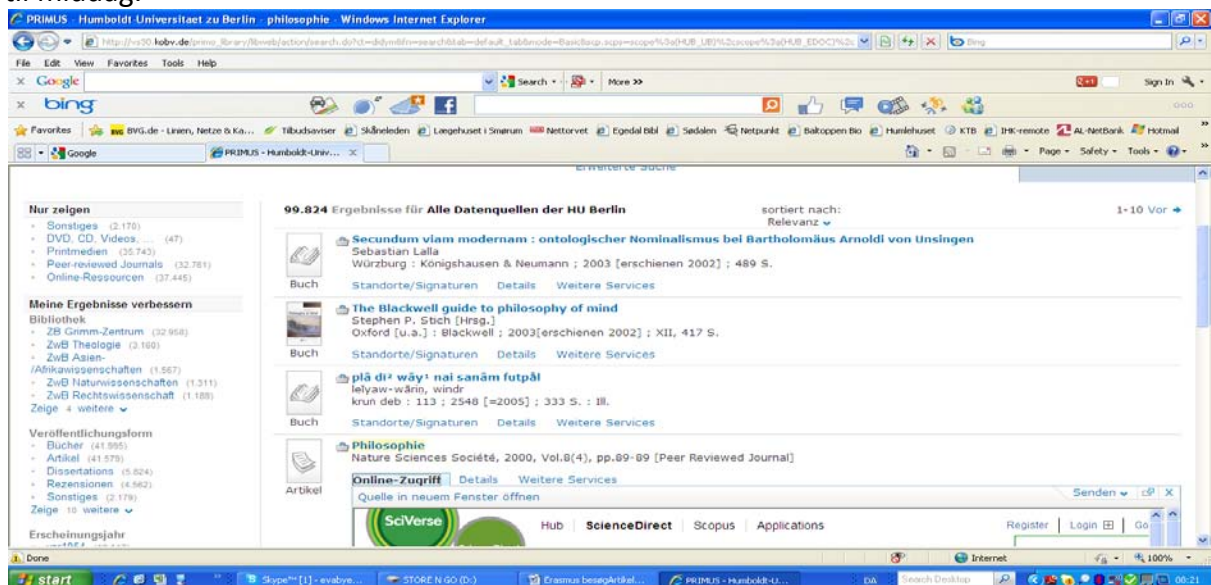 PRIMUS - Humboldt-Universitaet zu Berlin - philosophie - Windows Internet Explorer
File Edit View Favorites Tools Help
Google Search More >> Sign In
bing
Favorites BVG.de - Linien, Netze & Ka... Tilbudsaviser Skåneleden Lægehuset i Smørum Nettorvet Egedal Bibl Sødalen Netpunkt Baltoppen Bio Humlehuset KTB IHK-remote AL-NetBank Hotmail
Google PRIMUS - Humboldt-Univ... Page Safety Tools
Erweiterte Suche
Nur zeigen
Sonstiges (2.170)
DVD, CD, Videos, ... (47)
Printmedien (35.743)
Peer-reviewed Journals (32.781)
Online-Ressourcen (37.445)
Meine Ergebnisse verbessern
Bibliothek
ZB Grimm-Zentrum (32.958)
ZwB Theologie (3.160)
ZwB Asien-
/Afrikawissenschaften (1.567)
ZwB Naturwissenschaften (1.311)
ZwB Rechtswissenschaft (1.188)
Zeige 4 weitere
Veröffentlichungsform
Bücher (41.995)
Artikel (41.579)
Dissertations (5.824)
Rezensionen (4.562)
Sonstiges (2.179)
Zeige 10 weitere
Erscheinungsjahr
99.824 Ergebnisse für Alle Datenquellen der HU Berlin
sortiert nach:
Relevanz
1-10 Vor
Secundum viam modernam : ontologischer Nominalismus bei Bartholomäus Arnoldi von Unsingen
Sebastian Lalla
Würzburg : Königshausen & Neumann ; 2003 [erschienen 2002] ; 489 S.
Buch Standorte/Signaturen Details Weitere Services
The Blackwell guide to philosophy of mind
Stephen P. Stich [Hrsg.]
Oxford [u.a.] : Blackwell ; 2003[erschienen 2002] ; XII, 417 S.
Buch Standorte/Signaturen Details Weitere Services
plā di² wāy¹ nai sanâm futpål
lelyaw-wârin, windr
krun deb : 113 ; 2548 [=2005] ; 333 S. : Ill.
Buch Standorte/Signaturen Details Weitere Services
Philosophie
Nature Sciences Société, 2000, Vol.8(4), pp.89-89 [Peer Reviewed Journal]
Artikel Online-Zugriff Details Weitere Services
Quelle in neuem Fenster öffnen Senden X
SciVerse Hub ScienceDirect Scopus Applications Register Login Go
Done Internet 100%
start Skype™ [1] - evabye... STORE N GO (D:) Erasmus besøgArtikel... PRIMUS - Humboldt-U... DA Search Desktop 00:21